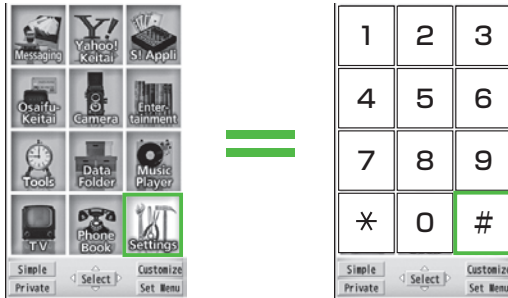 Messaging
Yahoo!
Keitai
S! Appli
Osaifu-
Keitai
Camera
Enter-
tainment
Tools
Data
Folder
Music
Player
TV
Phone
Book
Settings
Simple
Select
Customize
Private
Set Menu
=
1 2 3
4 5 6
7 8 9
* 0 #
Simple
Select
Customize
Private
Set Menu